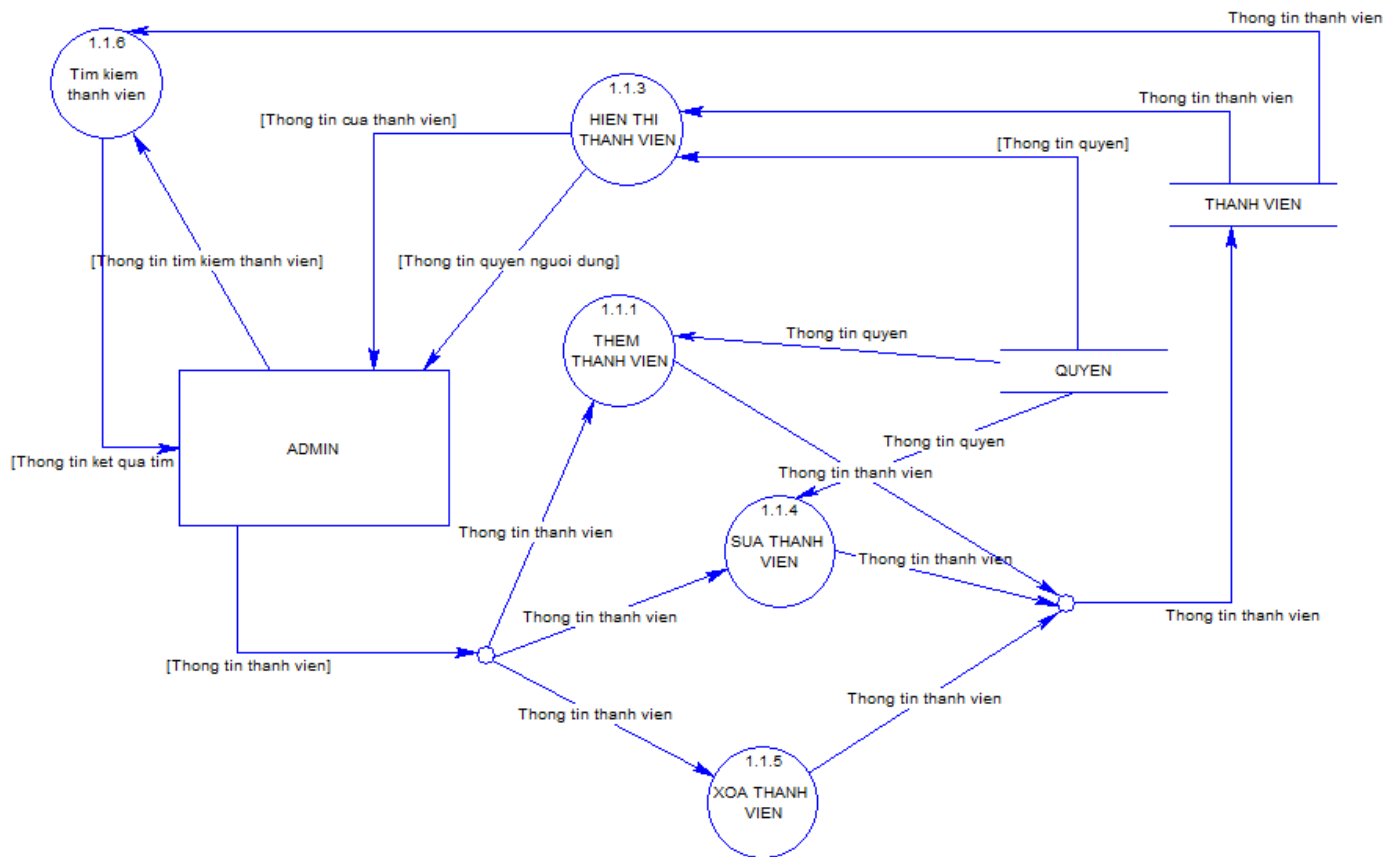 Thong tin thanh vien
1.1.6
Tim kiem
thanh vien
1.1.3
HIEN THI
THANH VIEN
Thong tin thanh vien
[Thong tin cua thanh vien]
[Thong tin quyen]
THANH VIEN
[Thong tin tim kiem thanh vien]
[Thong tin quyen nguoi dung]
1.1.1
THEM
THANH VIEN
Thong tin quyen
QUYEN
ADMIN
[Thong tin ket qua tim
Thong tin quyen
Thong tin thanh vien
1.1.4
SUA THANH
VIEN
Thong tin thanh vien
Thong tin thanh vien
Thong tin thanh vien
Thong tin thanh vien
[Thong tin thanh vien]
Thong tin thanh vien
Thong tin thanh vien
1.1.5
XOA THANH
VIEN